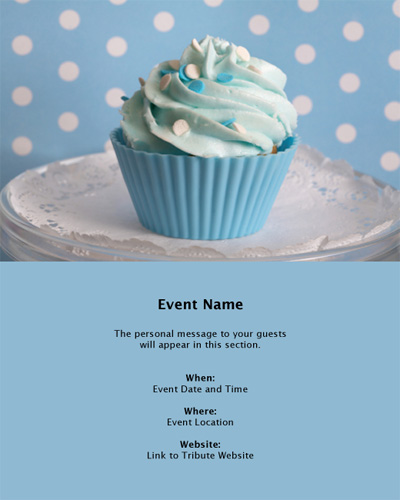 Event Name
The personal message to your guests
will appear in this section.
When:
Event Date and Time
Where:
Event Location
Website:
Link to Tribute Website